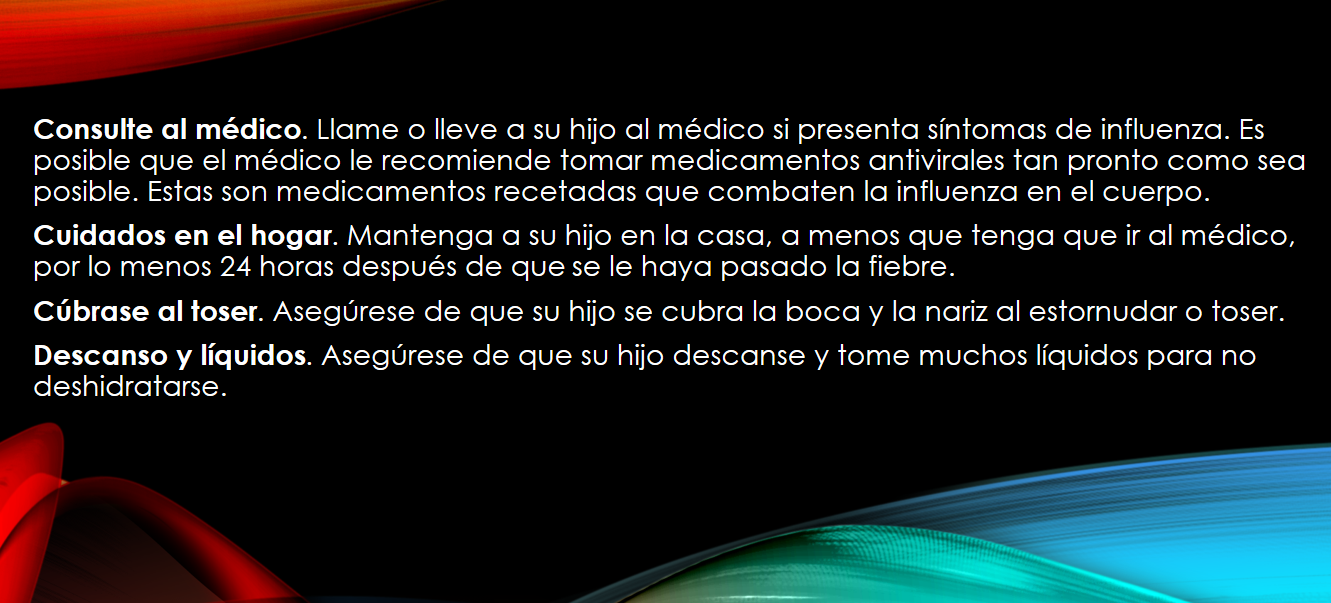 Consulte al médico. Llame o lleve a su hijo al médico si presenta síntomas de influenza. Es
posible que el médico le recomiende tomar medicamentos antivirales tan pronto como sea
posible. Estas son medicamentos recetadas que combaten la influenza en el cuerpo.
Cuidados en el hogar. Mantenga a su hijo en la casa, a menos que tenga que ir al médico,
por lo menos 24 horas después de que se le haya pasado la fiebre.
Cúbrase al toser. Asegúrese de que su hijo se cubra la boca y la nariz al estornudar o toser.
Descanso y líquidos. Asegúrese de que su hijo descanse y tome muchos líquidos para no
deshidratarse.